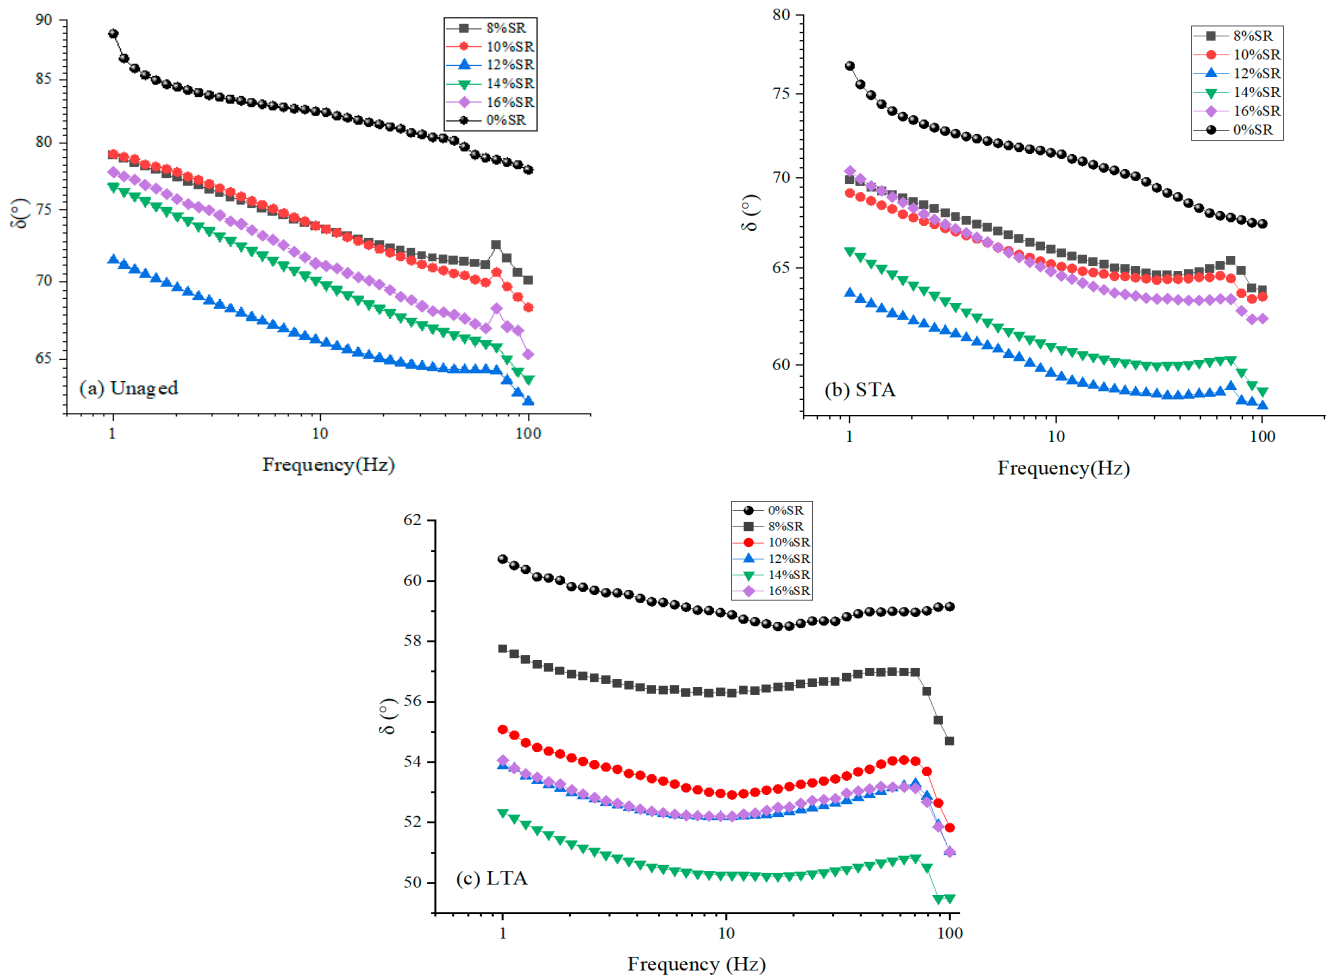 90
85
80
75
70
65
δ(°)
8%SR
10%SR
12%SR
14%SR
16%SR
0%SR
(a) Unaged
1
10
100
Frequency(Hz)
80
75
70
65
60
δ (°)
8%SR
10%SR
12%SR
14%SR
16%SR
0%SR
(b) STA
1
10
100
Frequency(Hz)
62
60
58
56
54
52
50
δ (°)
0%SR
8%SR
10%SR
12%SR
14%SR
16%SR
(c) LTA
1
10
100
Frequency (Hz)